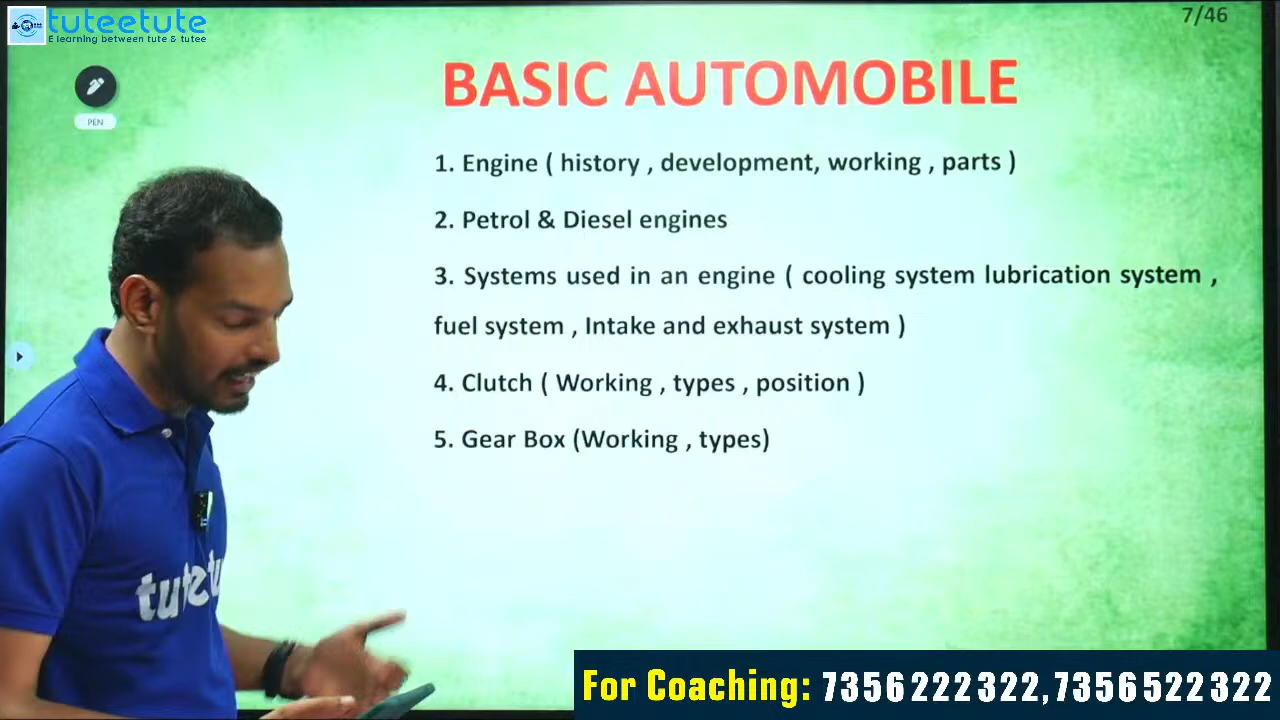 tuteetute
E learning between tute & tutee
7/46
PEN
BASIC AUTOMOBILE
1. Engine ( history , development, working , parts )
2. Petrol & Diesel engines
3. Systems used in an engine ( cooling system lubrication system ,
fuel system , Intake and exhaust system )
4. Clutch ( Working , types , position )
5. Gear Box (Working , types)
tutetu
For Coaching: 7356222322,7356522322